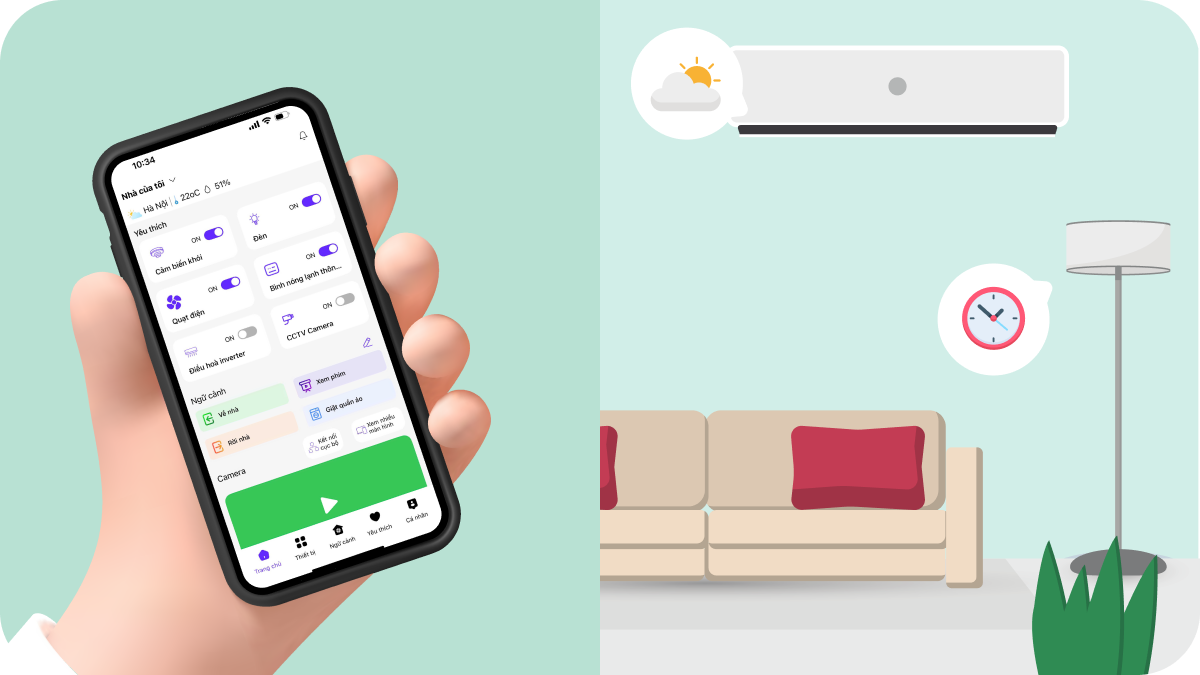 10:34
Nhà của tôi
Hà Nội 22oC 51%
Yêu thích
ON
Cảm biến khói
ON
Đèn
ON
Quạt điện
ON
Bình nóng lạnh thôn...
ON
Điều hoà inverter
ON
CCTV Camera
Ngữ cảnh
Về nhà
Xem phim
Rời nhà
Giặt quần áo
Camera
Kết nối
cục bộ
Xem nhiều
màn hình
Trang chủ
Thiết bị
Ngữ cảnh
Yêu thích
Cá nhân